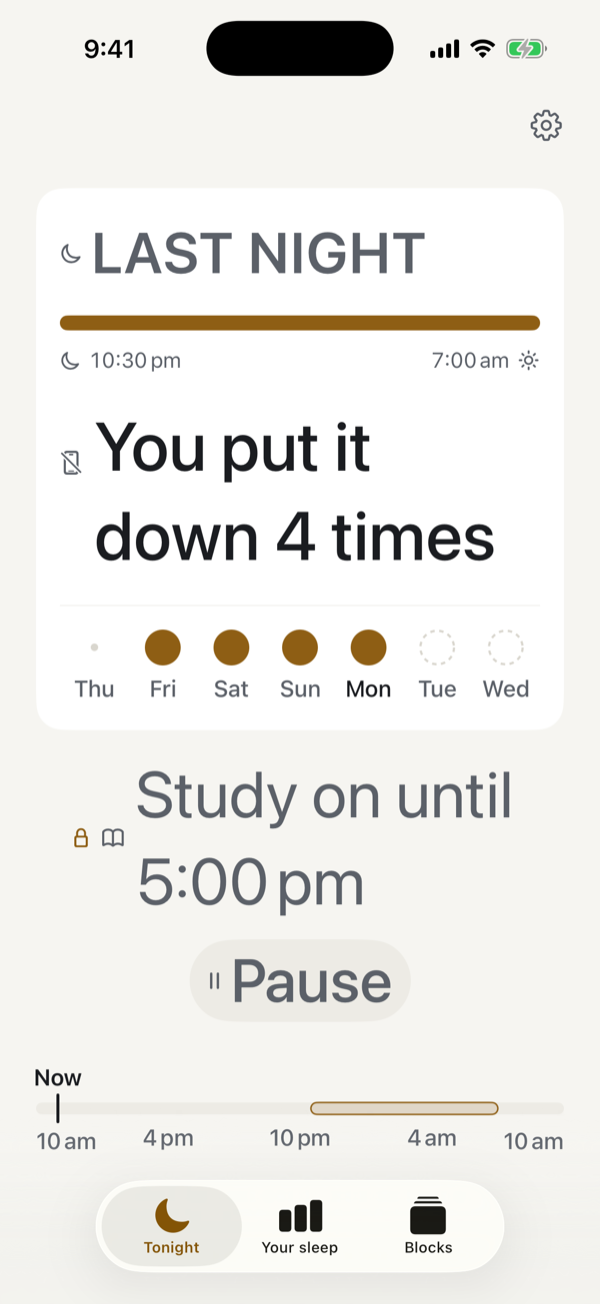 9:41
LAST NIGHT
10:30 pm 7:00 am
You put it
down 4 times
Thu Fri Sat Sun Mon Tue Wed
Study on until
5:00 pm
Pause
Now
10 am 4 pm 10 pm 4 am 10 am
Tonight Your sleep Blocks